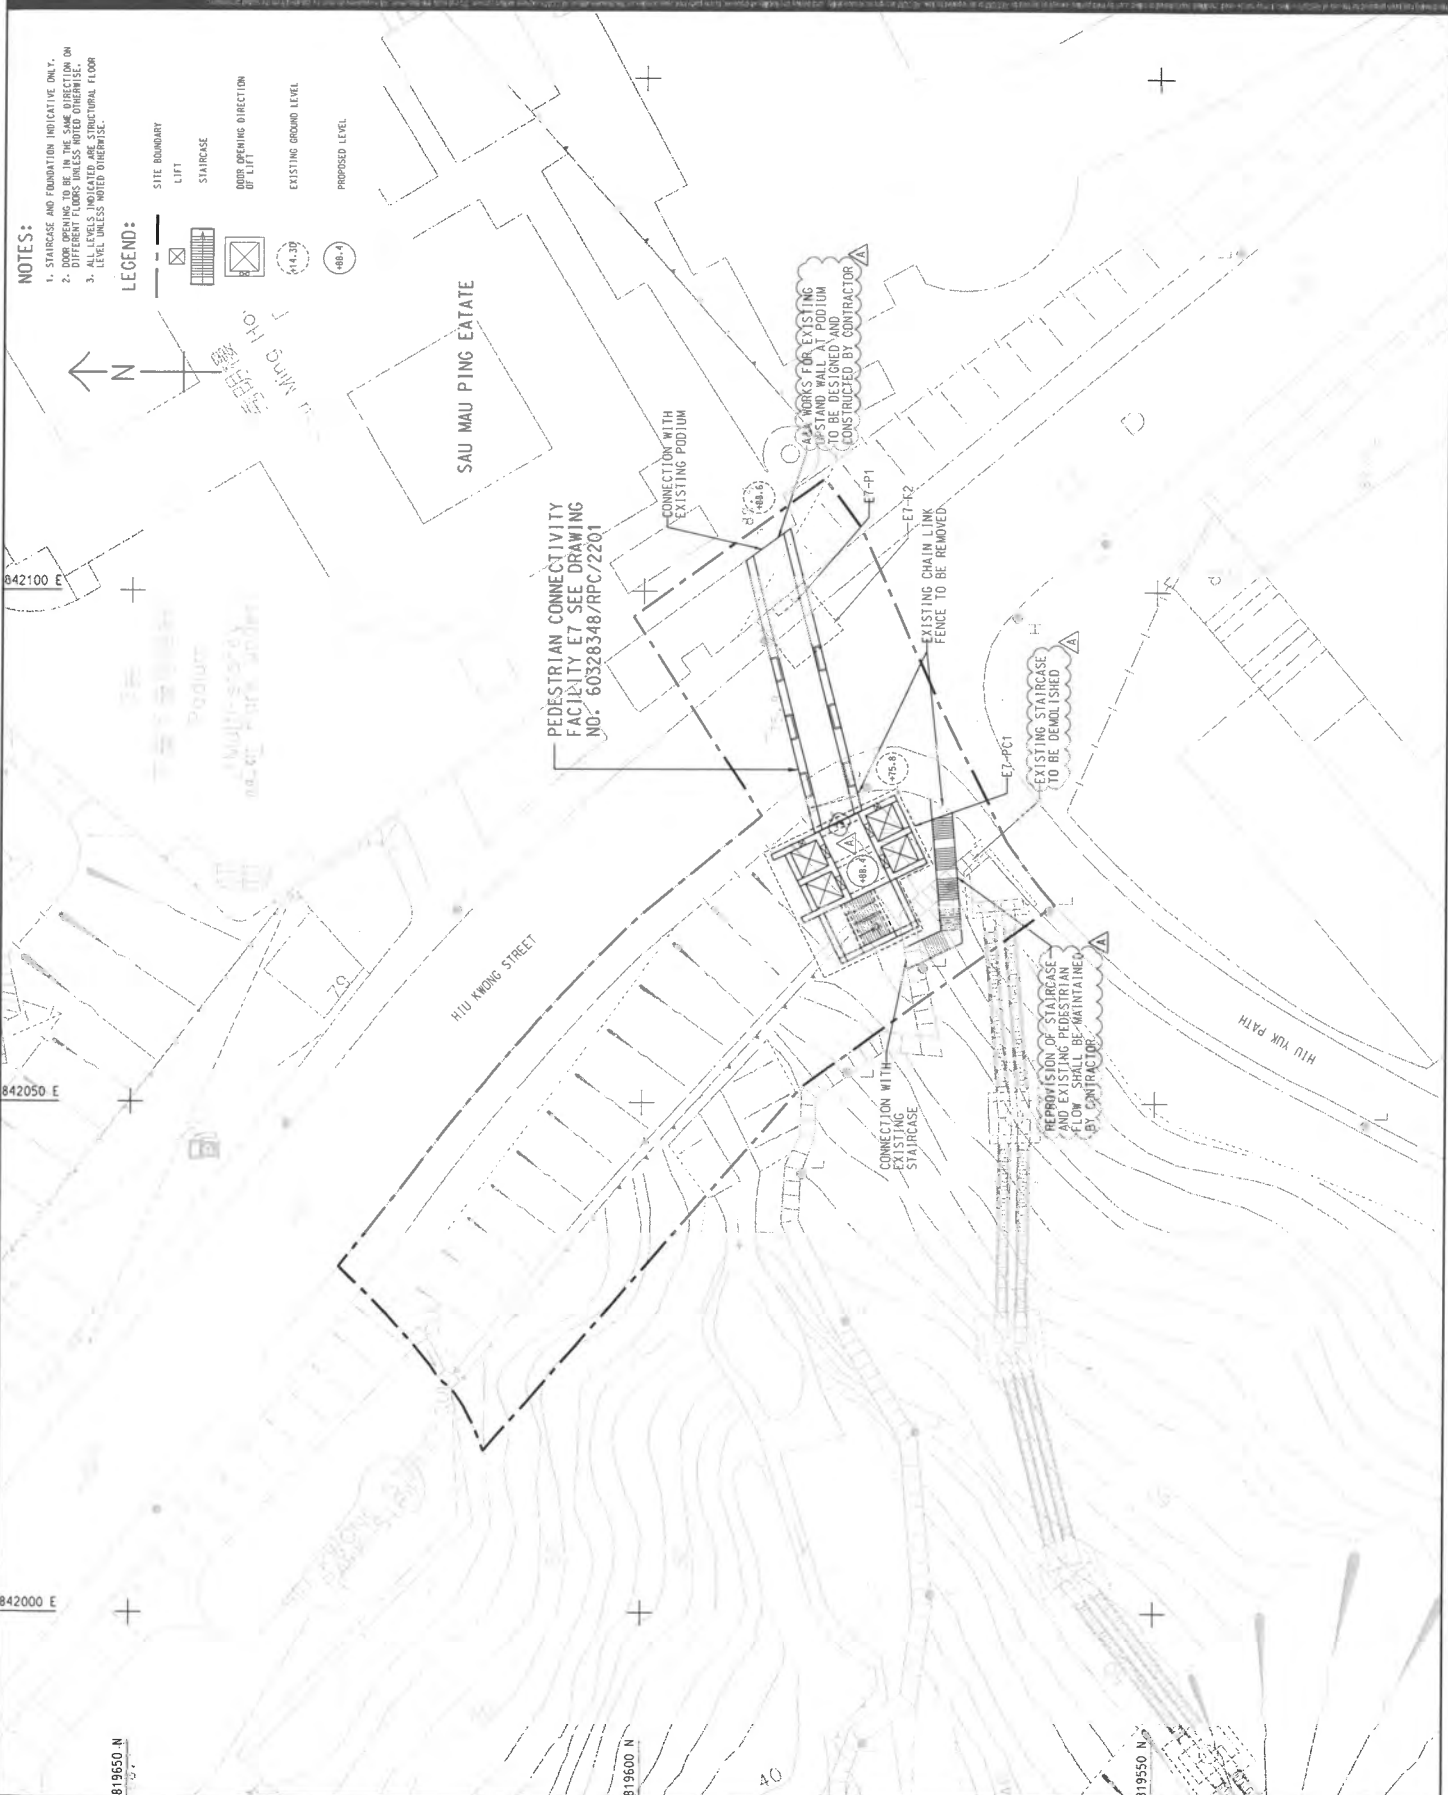 NOTES:
1. STAIRCASE AND FOUNDATION INDICATIVE ONLY.
2. DOOR OPENING TO BE IN THE SAME DIRECTION ON
DIFFERENT FLOORS UNLESS NOTED OTHERWISE.
3. ALL LEVELS INDICATED ARE STRUCTURAL FLOOR
LEVEL UNLESS NOTED OTHERWISE.
LEGEND:
SITE BOUNDARY
LIFT
STAIRCASE
DOOR OPENING DIRECTION
OF LIFT
+14.30
EXISTING GROUND LEVEL
+88.4
PROPOSED LEVEL
N
SAU MAU PING EATATE
PEDESTRIAN CONNECTIVITY
FACILITY E7 SEE DRAWING
NO. 60328348/RPC/2201
CONNECTION WITH
EXISTING PODIUM
+88.6
A&A WORKS FOR EXISTING
UPSTAND WALL AT PODIUM
TO BE DESIGNED AND
CONSTRUCTED BY CONTRACTOR
A
E7-P1
E7-F2
EXISTING CHAIN LINK
FENCE TO BE REMOVED
+75.8
+88.4
A
E7-PC1
EXISTING STAIRCASE
TO BE DEMOLISHED
A
HIU KWONG STREET
CONNECTION WITH
EXISTING
STAIRCASE
REPROVISION OF STAIRCASE
AND EXISTING PEDESTRIAN
FLOW SHALL BE MAINTAINED
BY CONTRACTOR
A
HIU YUK PATH
Podium
52
40
842100 E
842050 E
842000 E
819650 N
819600 N
819550 N